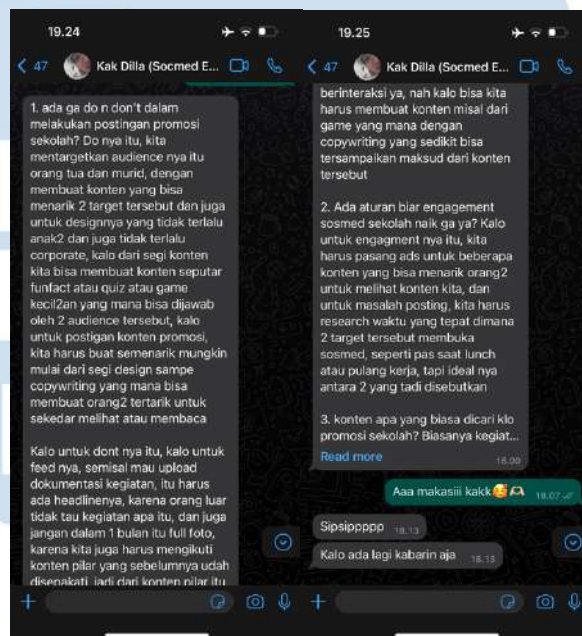 19.24
47
Kak Dilla (Socmed E...
1. ada ga do n don't dalam
melakukan postingan promosi
sekolah? Do nya itu, kita
mentargetkan audience nya itu
orang tua dan murid, dengan
membuat konten yang bisa
menarik 2 target tersebut dan juga
untuk designnya yang tidak terlalu
anak2 dan juga tidak terlalu
corporate, kalo dari segi konten
kita bisa membuat konten seputar
funfact atau quiz atau game
kecil2an yang mana bisa dijawab
oleh 2 audience tersebut, kalo
untuk postigan konten promosi,
kita harus buat semenarik mungkin
mulai dari segi design sampe
copywriting yang mana bisa
membuat orang2 tertarik untuk
sekedar melihat atau membaca
Kalo untuk dont nya itu, kalo untuk
feed nya, semisal mau upload
dokumentasi kegiatan, itu harus
ada headlinenya, karena orang luar
tidak tau kegiatan apa itu, dan juga
jangan dalam 1 bulan itu full foto,
karena kita juga harus mengikuti
konten pilar yang sebelumnya udah
disepakati, jadi dari konten pilar itu
19.25
47
Kak Dilla (Socmed E...
berinteraksi ya, nah kalo bisa kita
harus membuat konten misal dari
game yang mana dengan
copywriting yang sedikit bisa
tersampaikan maksud dari konten
tersebut
2. Ada aturan biar engagement
sosmed sekolah naik ga ya? Kalo
untuk engagment nya itu, kita
harus pasang ads untuk beberapa
konten yang bisa menarik orang2
untuk melihat konten kita, dan
untuk masalah posting, kita harus
research waktu yang tepat dimana
2 target tersebut membuka
sosmed, seperti pas saat lunch
atau pulang kerja, tapi ideal nya
antara 2 yang tadi disebutkan
3. konten apa yang biasa dicari klo
promosi sekolah? Biasanya kegiat...
Read more 18.00
Aaa makasiii kakk🥰🫶🏻 18.07
Sipsippppp 18.13
Kalo ada lagi kabarin aja 18.13